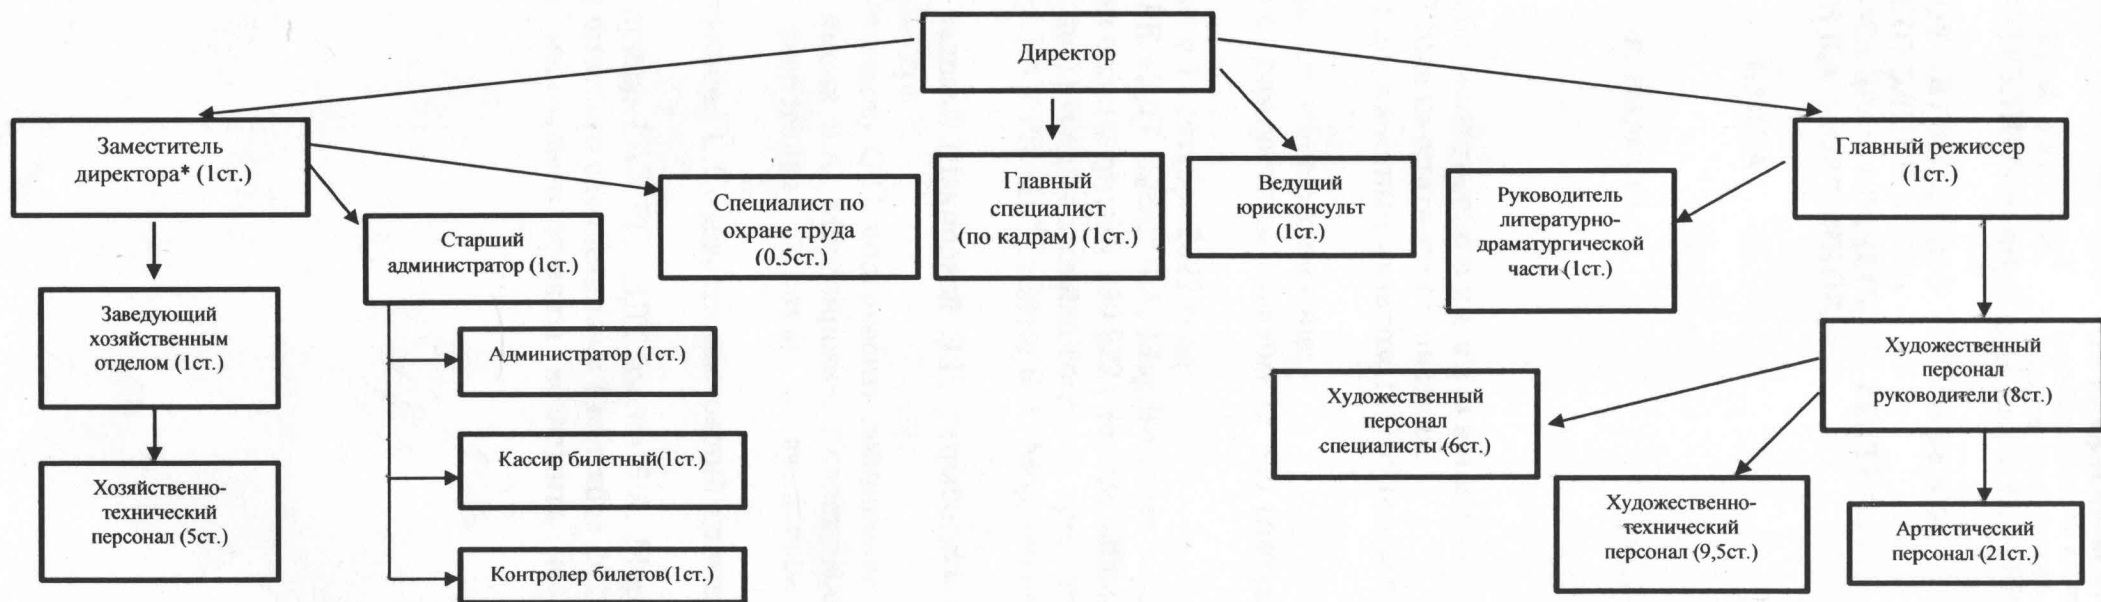 Директор
Заместитель
директора* (1ст.)
Главный режиссер
(1ст.)
Специалист по
охране труда
(0.5ст.)
Главный
специалист
(по кадрам) (1ст.)
Ведущий
юрисконсульт
(1ст.)
Руководитель
литературно-
драматургической
части (1ст.)
Старший
администратор (1ст.)
Заведующий
хозяйственным
отделом (1ст.)
Администратор (1ст.)
Художественный
персонал
руководители (8ст.)
Художественный
персонал
специалисты (6ст.)
Кассир билетный(1ст.)
Хозяйственно-
технический
персонал (5ст.)
Художественно-
технический
персонал (9,5ст.)
Артистический
персонал (21ст.)
Контролер билетов(1ст.)